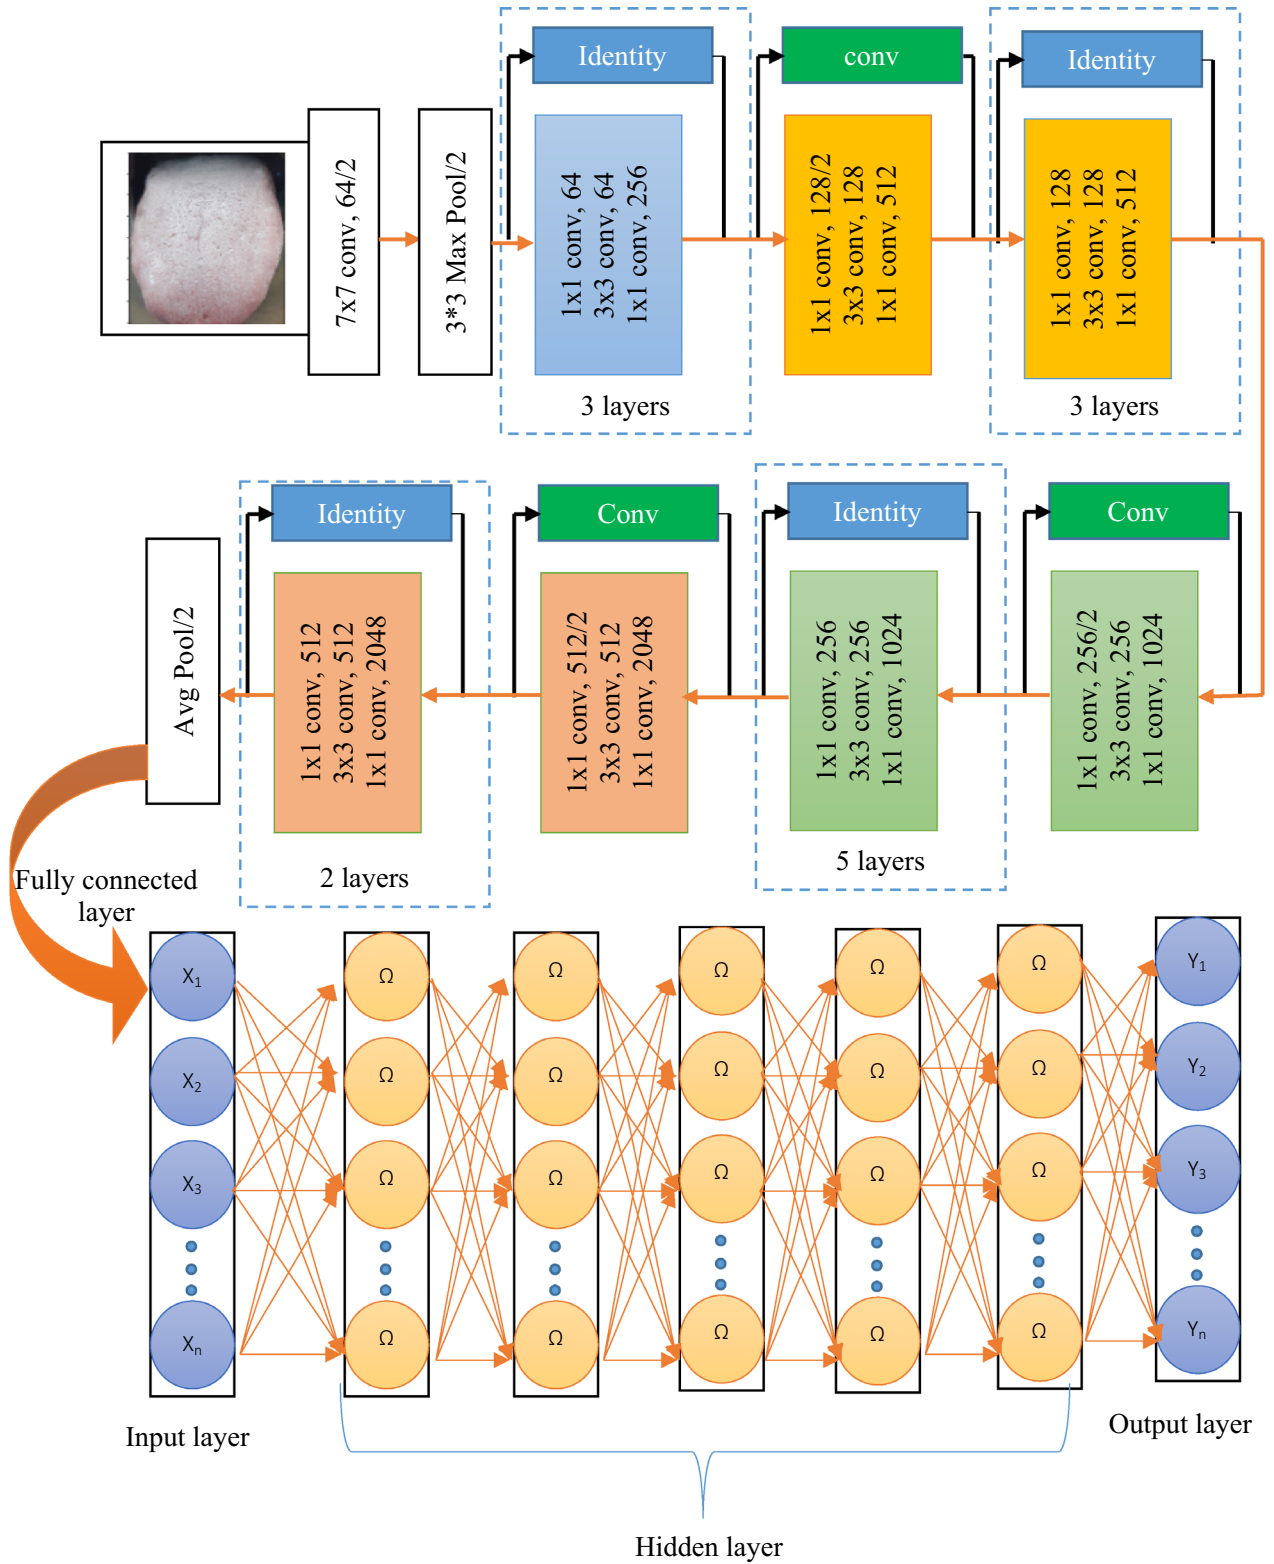 Identity
conv
Identity
7x7 conv, 64/2
3*3 Max Pool/2
1x1 conv, 64
3x3 conv, 64
1x1 conv, 256
1x1 conv, 128/2
3x3 conv, 128
1x1 conv, 512
1x1 conv, 128
3x3 conv, 128
1x1 conv, 512
3 layers
3 layers
Identity
Conv
Identity
Conv
Avg Pool/2
1x1 conv, 512
3x3 conv, 512
1x1 conv, 2048
1x1 conv, 512/2
3x3 conv, 512
1x1 conv, 2048
1x1 conv, 256
3x3 conv, 256
1x1 conv, 1024
1x1 conv, 256/2
3x3 conv, 256
1x1 conv, 1024
2 layers
5 layers
Fully connected
layer
X₁ Ω Ω Ω Ω Ω Y₁
X₂ Ω Ω Ω Ω Ω Y₂
X₃ Ω Ω Ω Ω Ω Y₃
Xₙ Ω Ω Ω Ω Ω Yₙ
Input layer
Output layer
Hidden layer